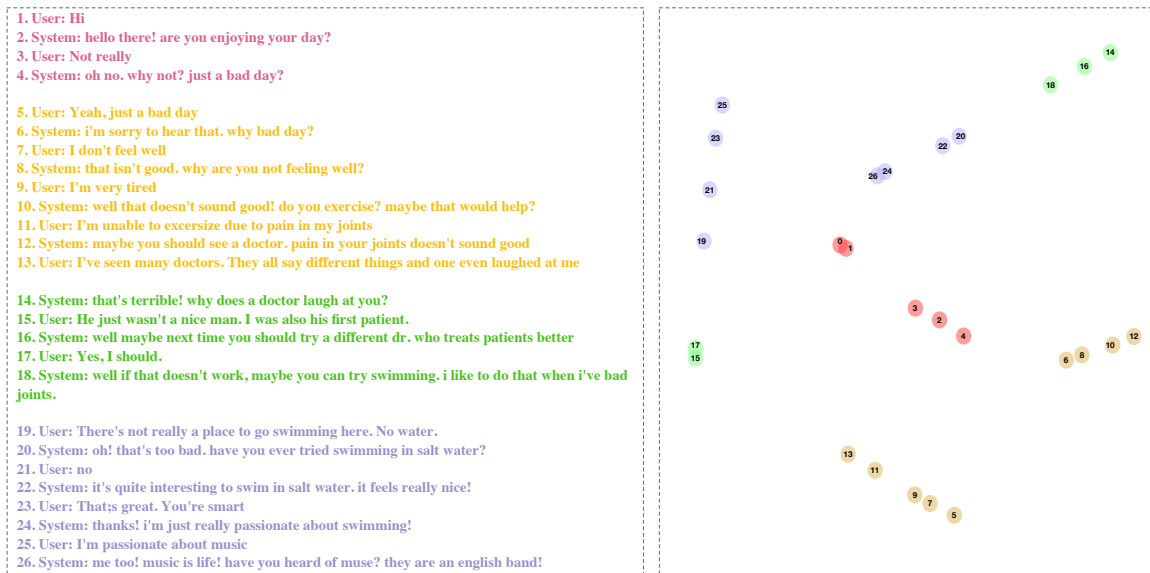 1. User: Hi
2. System: hello there! are you enjoying your day?
3. User: Not really
4. System: oh no. why not? just a bad day?
5. User: Yeah, just a bad day
6. System: i'm sorry to hear that. why bad day?
7. User: I don't feel well
8. System: that isn't good. why are you not feeling well?
9. User: I'm very tired
10. System: well that doesn't sound good! do you exercise? maybe that would help?
11. User: I'm unable to excersize due to pain in my joints
12. System: maybe you should see a doctor. pain in your joints doesn't sound good
13. User: I've seen many doctors. They all say different things and one even laughed at me
14. System: that's terrible! why does a doctor laugh at you?
15. User: He just wasn't a nice man. I was also his first patient.
16. System: well maybe next time you should try a different dr. who treats patients better
17. User: Yes, I should.
18. System: well if that doesn't work, maybe you can try swimming. i like to do that when i've bad
joints.
19. User: There's not really a place to go swimming here. No water.
20. System: oh! that's too bad. have you ever tried swimming in salt water?
21. User: no
22. System: it's quite interesting to swim in salt water. it feels really nice!
23. User: That;s great. You're smart
24. System: thanks! i'm just really passionate about swimming!
25. User: I'm passionate about music
26. System: me too! music is life! have you heard of muse? they are an english band!
14
16
18
25
23
20
22
24
26
21
19
0
1
3
2
4
17
15
12
10
8
6
13
11
9
7
5